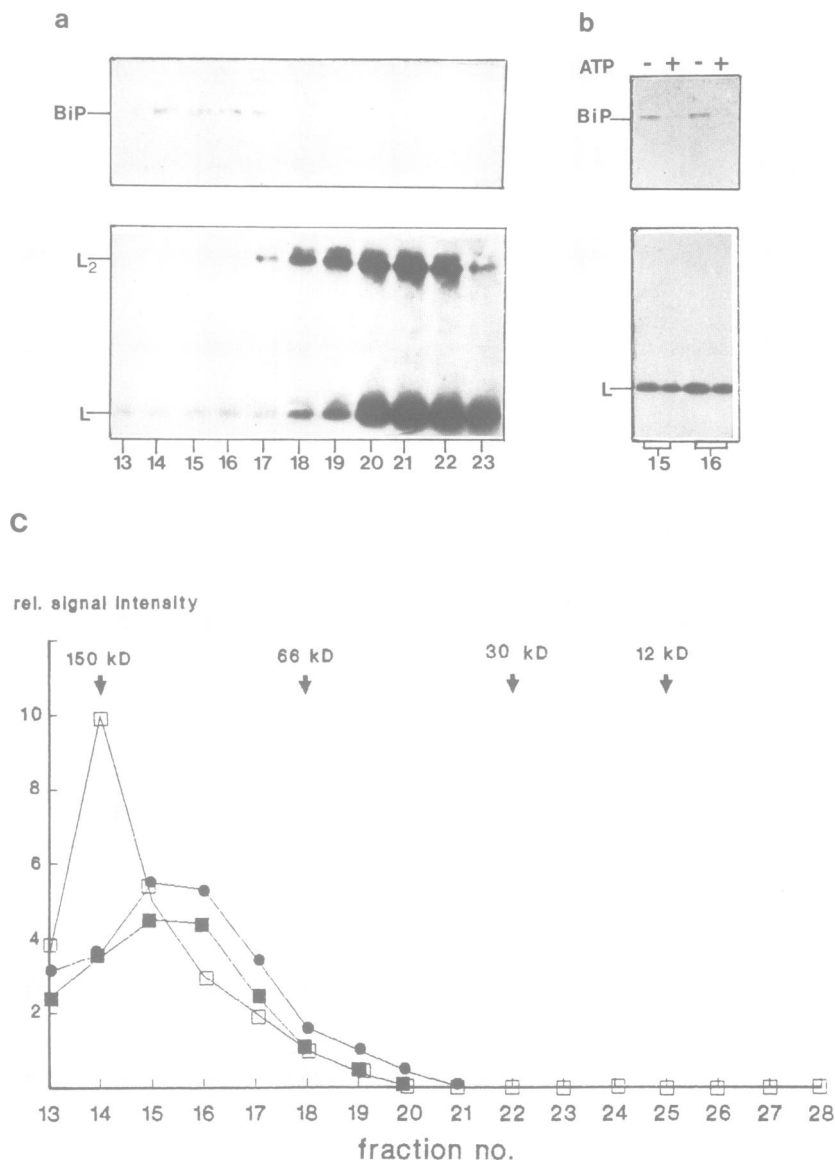 a
BiP
L2
L
13 14 15 16 17 18 19 20 21 22 23
b
ATP - + - +
BiP
L
15 16
C
rel. signal intensity
150 kD 66 kD 30 kD 12 kD
10
8
6
4
2
13 14 15 16 17 18 19 20 21 22 23 24 25 26 27 28
fraction no.